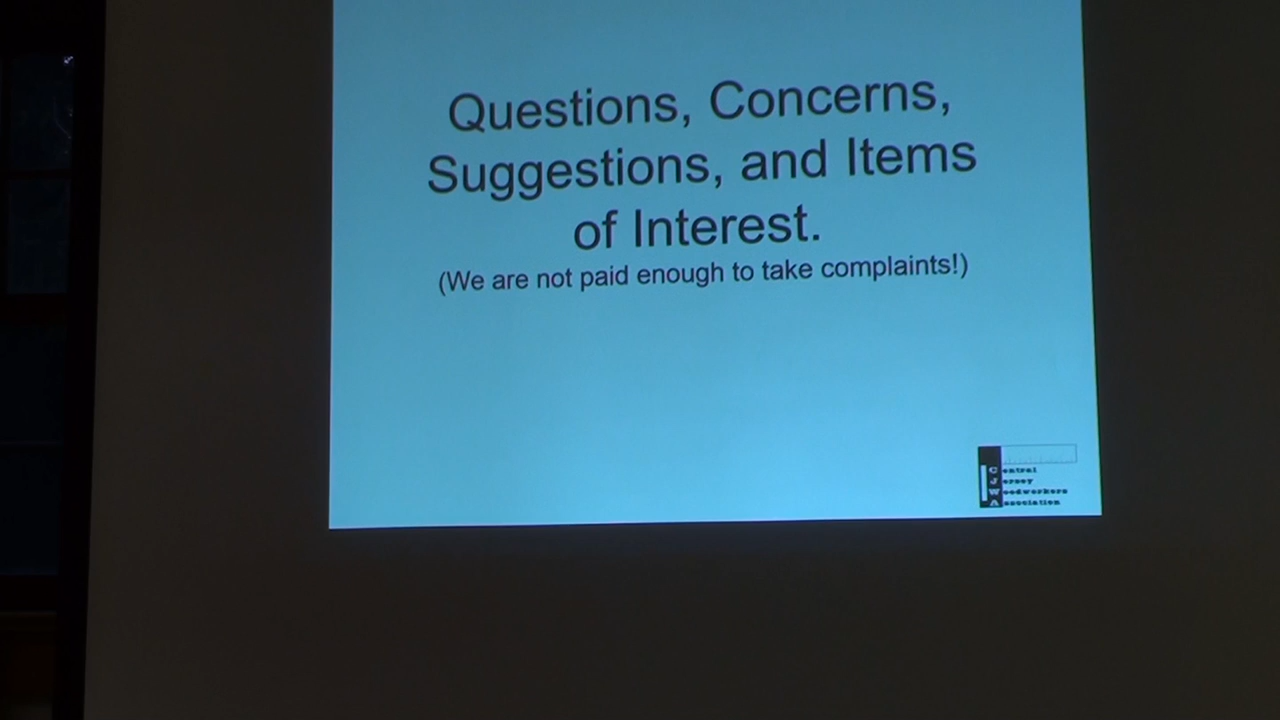 Questions, Concerns,
Suggestions, and Items
of Interest.
(We are not paid enough to take complaints!)
Central
Jersey
Woodworkers
Association